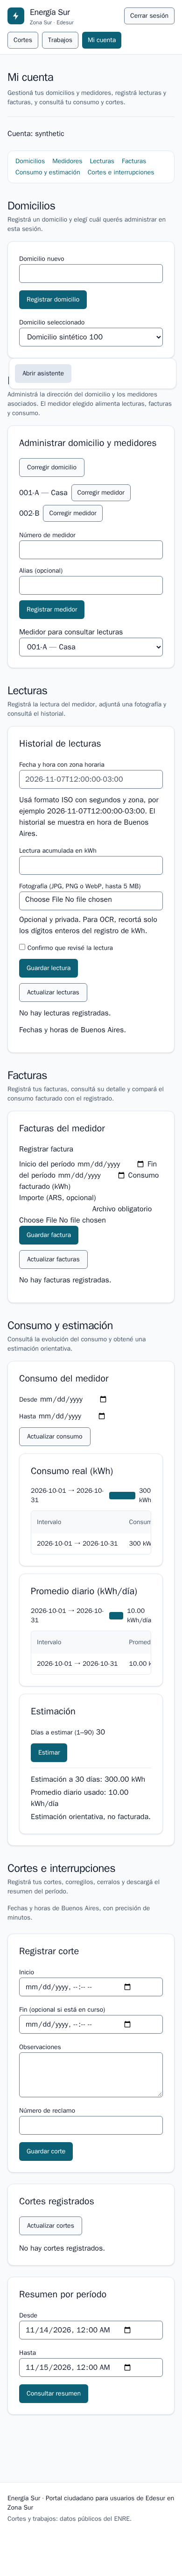 Energía Sur
Zona Sur · Edesur
Cerrar sesión
Cortes
Trabajos
Mi cuenta
Mi cuenta
Gestioná tus domicilios y medidores, registrá lecturas y
facturas, y consultá tu consumo y cortes.
Cuenta: synthetic
Domicilios
Medidores
Lecturas
Facturas
Consumo y estimación
Cortes e interrupciones
Domicilios
Registrá un domicilio y elegí cuál querés administrar en
esta sesión.
Domicilio nuevo
Registrar domicilio
Domicilio seleccionado
Domicilio sintético 100
Abrir asistente
Administrá la dirección del domicilio y los medidores
asociados. El medidor elegido alimenta lecturas, facturas
y consumo.
Administrar domicilio y medidores
Corregir domicilio
001-A — Casa
Corregir medidor
002-B
Corregir medidor
Número de medidor
Alias (opcional)
Registrar medidor
Medidor para consultar lecturas
001-A — Casa
Lecturas
Registrá la lectura del medidor, adjuntá una fotografía y
consultá el historial.
Historial de lecturas
Fecha y hora con zona horaria
2026-11-07T12:00:00-03:00
Usá formato ISO con segundos y zona, por
ejemplo 2026-11-07T12:00:00-03:00. El
historial se muestra en hora de Buenos
Aires.
Lectura acumulada en kWh
Fotografía (JPG, PNG o WebP, hasta 5 MB)
Choose File No file chosen
Opcional y privada. Para OCR, recortá solo
los dígitos enteros del registro de kWh.
Confirmo que revisé la lectura
Guardar lectura
Actualizar lecturas
No hay lecturas registradas.
Fechas y horas de Buenos Aires.
Facturas
Registrá tus facturas, consultá su detalle y compará el
consumo facturado con el registrado.
Facturas del medidor
Registrar factura
Inicio del período mm/dd/yyyy Fin
del período mm/dd/yyyy Consumo
facturado (kWh)
Importe (ARS, opcional)
Archivo obligatorio
Choose File No file chosen
Guardar factura
Actualizar facturas
No hay facturas registradas.
Consumo y estimación
Consultá la evolución del consumo y obtené una
estimación orientativa.
Consumo del medidor
Desde mm/dd/yyyy
Hasta mm/dd/yyyy
Actualizar consumo
Consumo real (kWh)
2026-10-01 → 2026-10-
31
300
kWh
Intervalo
Consum
2026-10-01 → 2026-10-31
300 kW
Promedio diario (kWh/día)
2026-10-01 → 2026-10-
31
10.00
kWh/día
Intervalo
Promed
2026-10-01 → 2026-10-31
10.00 k
Estimación
Días a estimar (1–90) 30
Estimar
Estimación a 30 días: 300.00 kWh
Promedio diario usado: 10.00
kWh/día
Estimación orientativa, no facturada.
Cortes e interrupciones
Registrá tus cortes, corregilos, cerralos y descargá el
resumen del período.
Fechas y horas de Buenos Aires, con precisión de
minutos.
Registrar corte
Inicio
mm/dd/yyyy, --:-- --
Fin (opcional si está en curso)
mm/dd/yyyy, --:-- --
Observaciones
Número de reclamo
Guardar corte
Cortes registrados
Actualizar cortes
No hay cortes registrados.
Resumen por período
Desde
11/14/2026, 12:00 AM
Hasta
11/15/2026, 12:00 AM
Consultar resumen
Energía Sur · Portal ciudadano para usuarios de Edesur en
Zona Sur
Cortes y trabajos: datos públicos del ENRE.